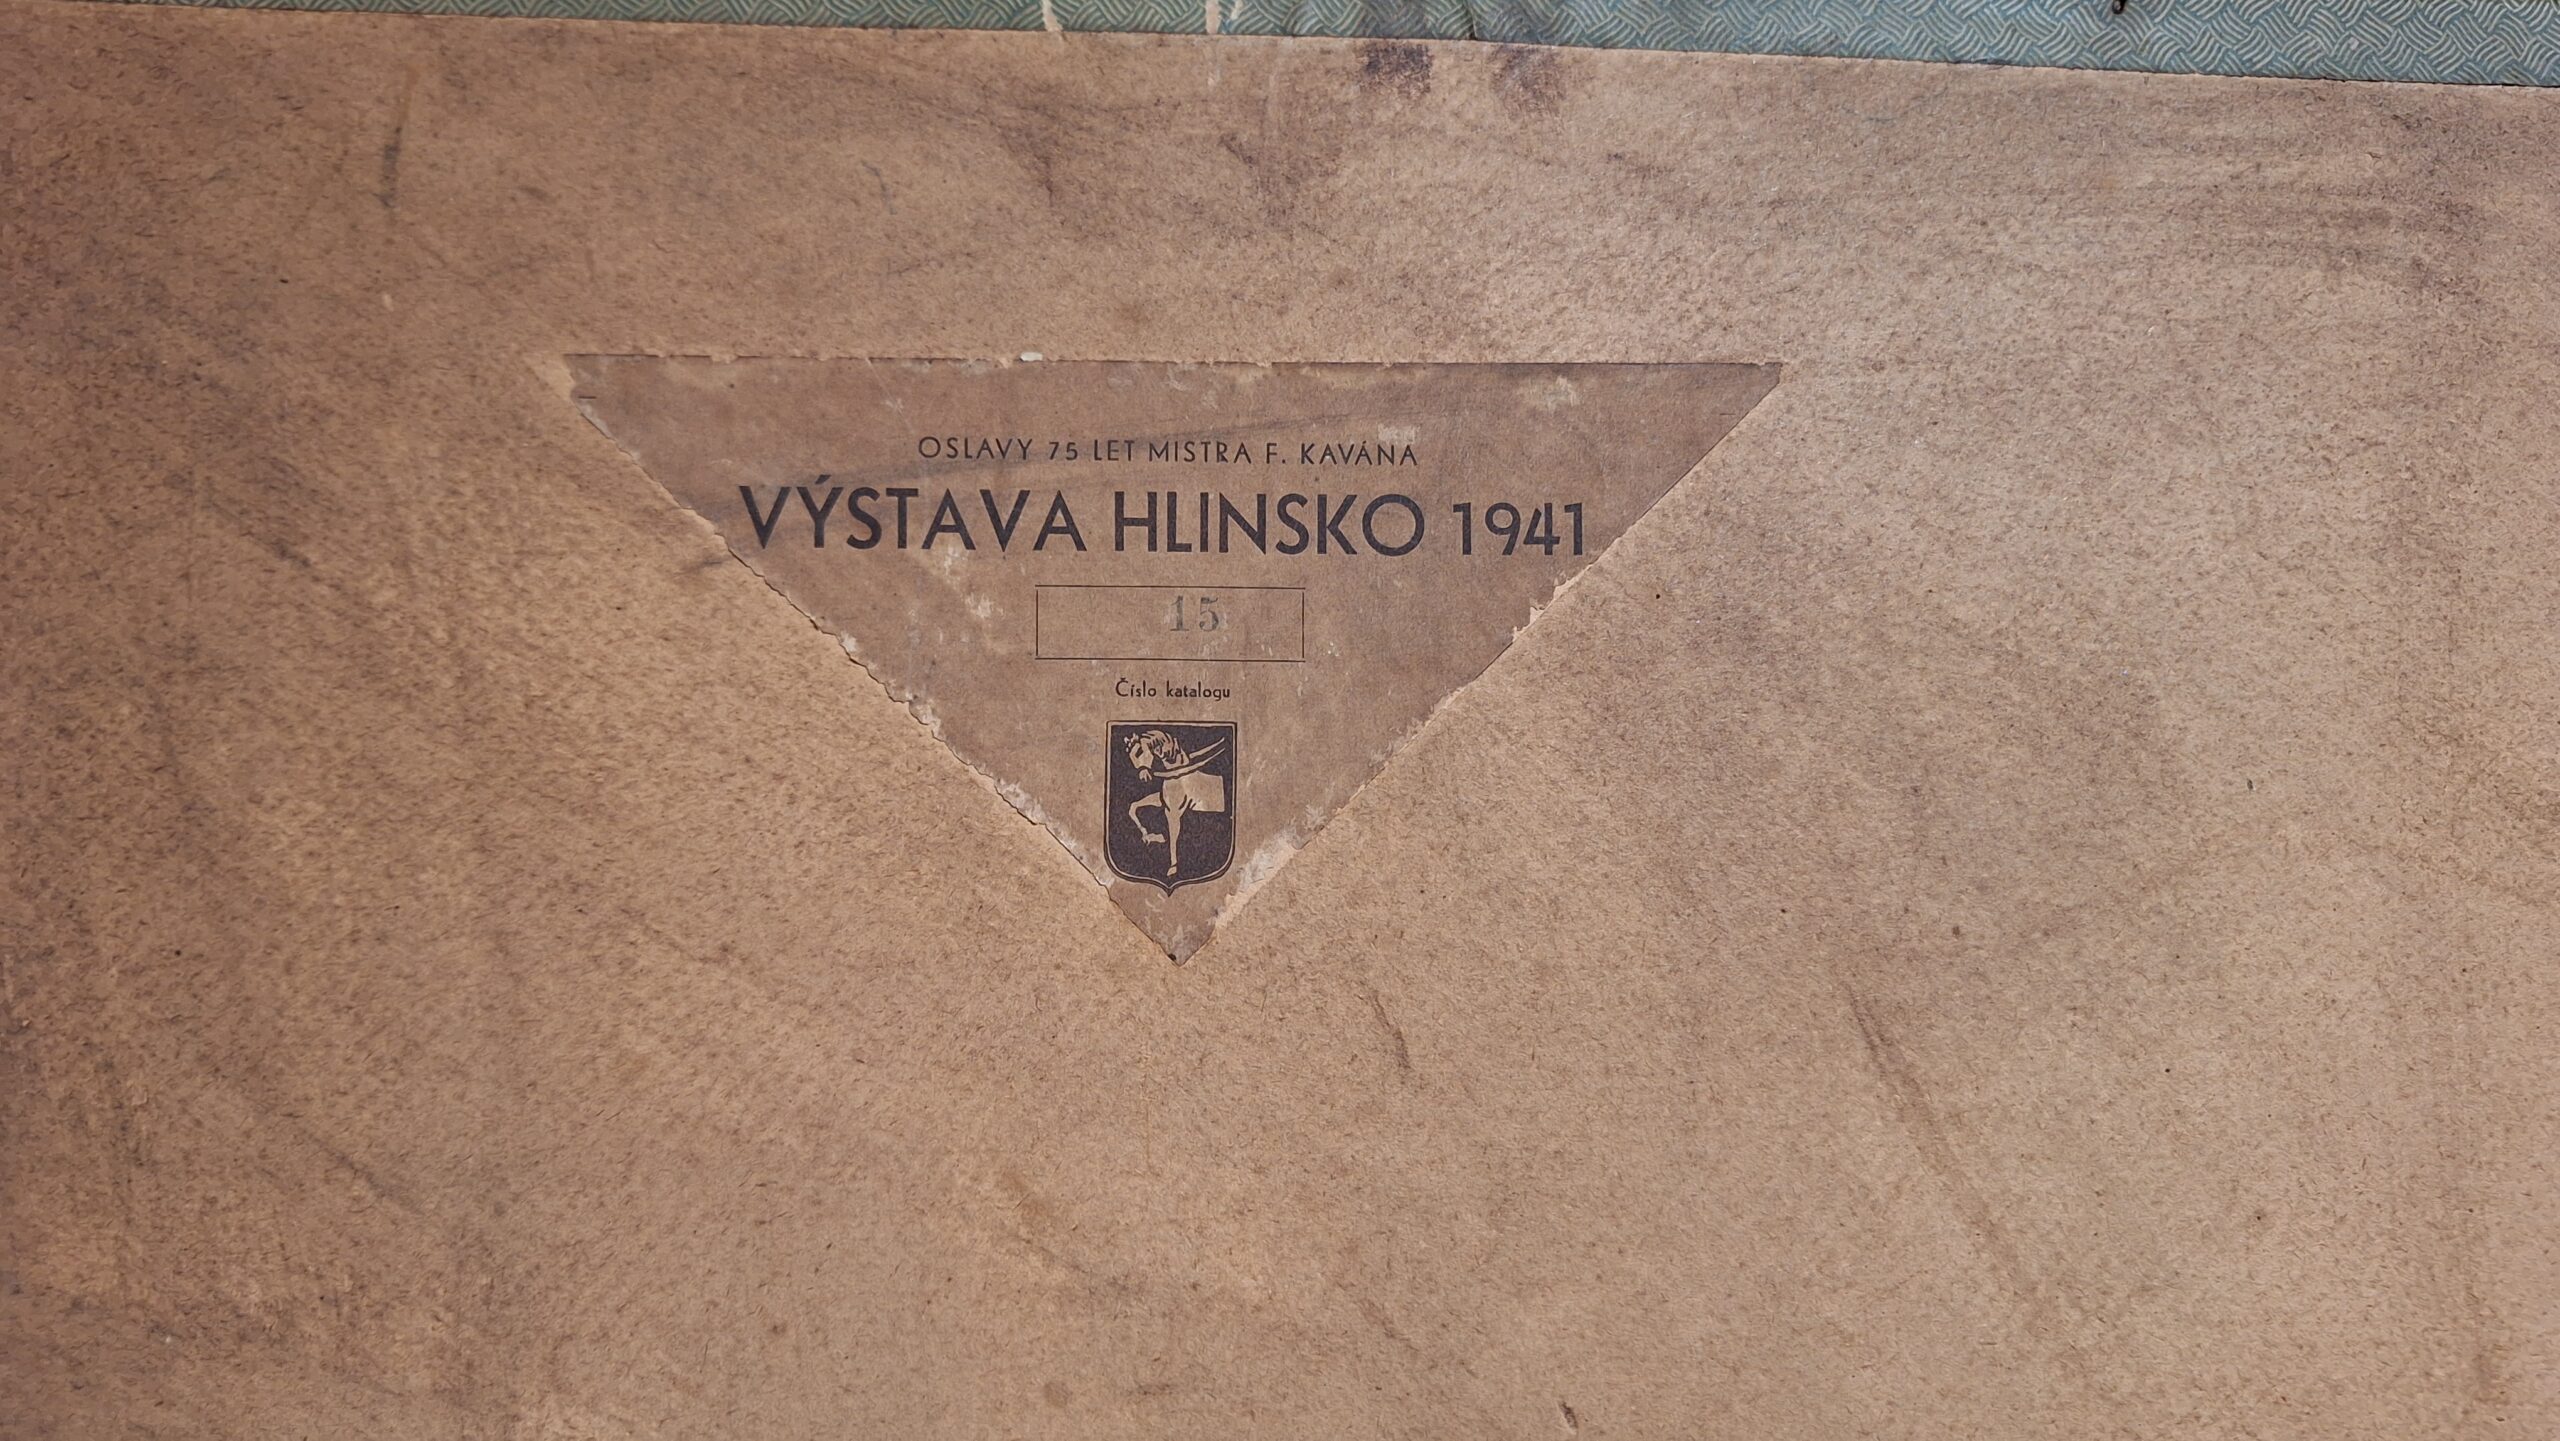 OSLAVY 75 LET MISTRA F. KAVÁNA
VÝSTAVA HLINSKO 1941
15
Číslo katalogu